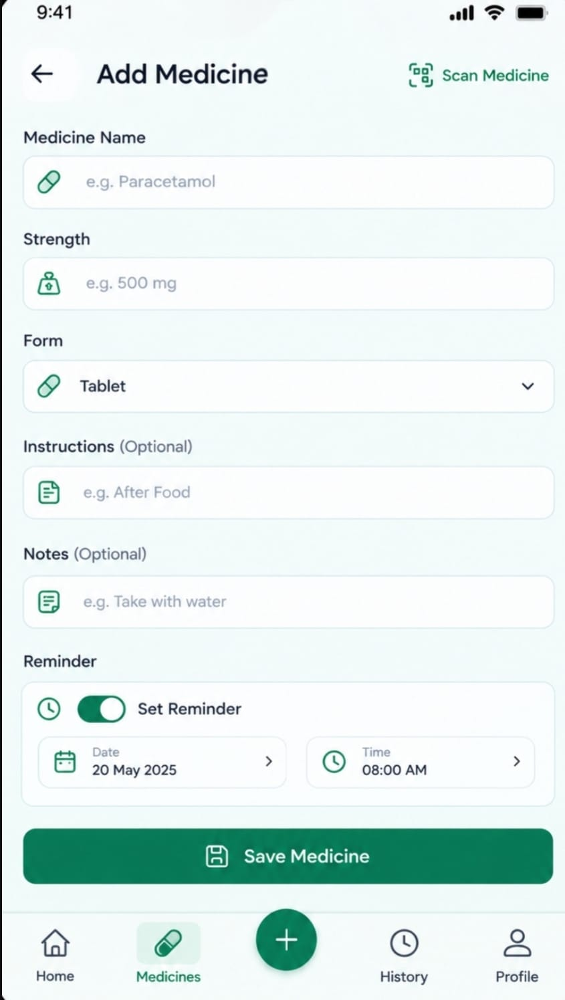 9:41
Add Medicine
Scan Medicine
Medicine Name
e.g. Paracetamol
Strength
e.g. 500 mg
Form
Tablet
Instructions (Optional)
e.g. After Food
Notes (Optional)
e.g. Take with water
Reminder
Set Reminder
Date
20 May 2025
Time
08:00 AM
Save Medicine
Home
Medicines
History
Profile